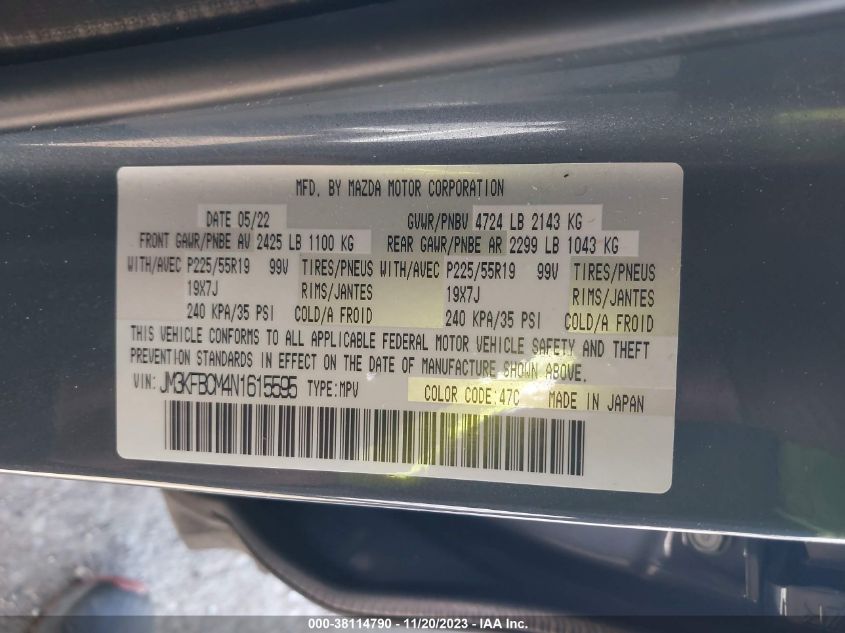 MFD. BY MAZDA MOTOR CORPORATION
DATE 05/22 GVWR/PNBV 4724 LB 2143 KG
FRONT GAWR/PNBE AV 2425 LB 1100 KG REAR GAWR/PNBE AR 2299 LB 1043 KG
WITH/AVEC P225/55R19 99V TIRES/PNEUS WITH/AVEC P225/55R19 99V TIRES/PNEUS
19X7J RIMS/JANTES 19X7J RIMS/JANTES
240 KPA/35 PSI COLD/A FROID 240 KPA/35 PSI COLD/A FROID
THIS VEHICLE CONFORMS TO ALL APPLICABLE FEDERAL MOTOR VEHICLE SAFETY AND THEFT
PREVENTION STANDARDS IN EFFECT ON THE DATE OF MANUFACTURE SHOWN ABOVE.
VIN: JM3KFBCM4N1615595 TYPE:MPV COLOR CODE:47C MADE IN JAPAN
000-38114790 - 11/20/2023 - IAA Inc.